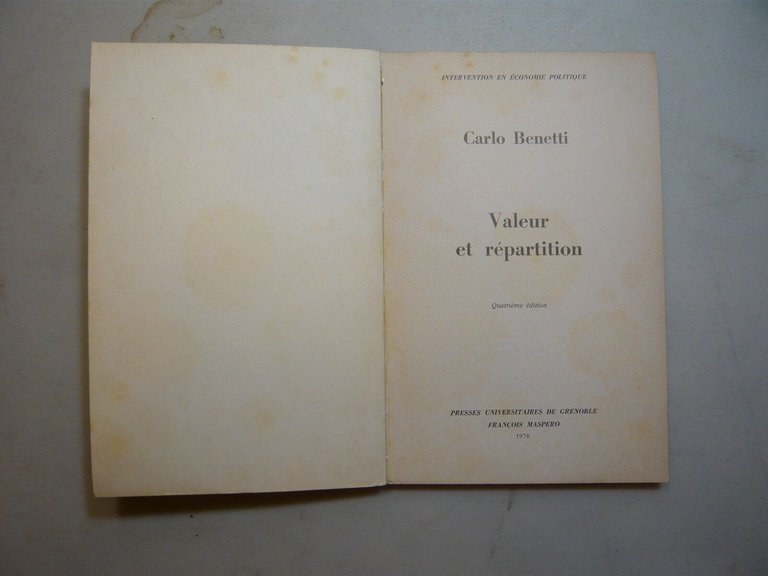 INTERVENTION EN ÉCONOMIE POLITIQUE
Carlo Benetti
Valeur
et répartition
Quatrième édition
PRESSES UNIVERSITAIRES DE GRENOBLE
FRANÇOIS MASPERO
1976